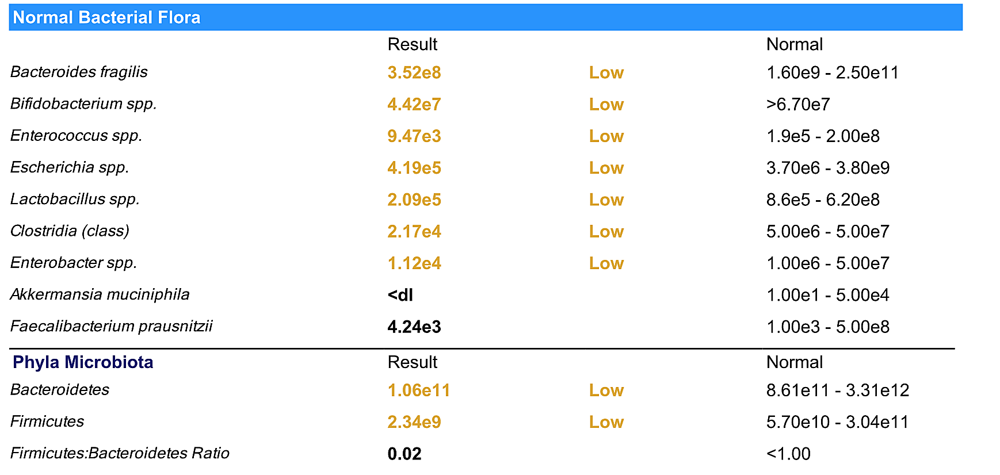 Normal Bacterial Flora
Result Normal
Bacteroides fragilis 3.52e8 Low 1.60e9 - 2.50e11
Bifidobacterium spp. 4.42e7 Low >6.70e7
Enterococcus spp. 9.47e3 Low 1.9e5 - 2.00e8
Escherichia spp. 4.19e5 Low 3.70e6 - 3.80e9
Lactobacillus spp. 2.09e5 Low 8.6e5 - 6.20e8
Clostridia (class) 2.17e4 Low 5.00e6 - 5.00e7
Enterobacter spp. 1.12e4 Low 1.00e6 - 5.00e7
Akkermansia muciniphila <dl 1.00e1 - 5.00e4
Faecalibacterium prausnitzii 4.24e3 1.00e3 - 5.00e8
Phyla Microbiota Result Normal
Bacteroidetes 1.06e11 Low 8.61e11 - 3.31e12
Firmicutes 2.34e9 Low 5.70e10 - 3.04e11
Firmicutes:Bacteroidetes Ratio 0.02 <1.00